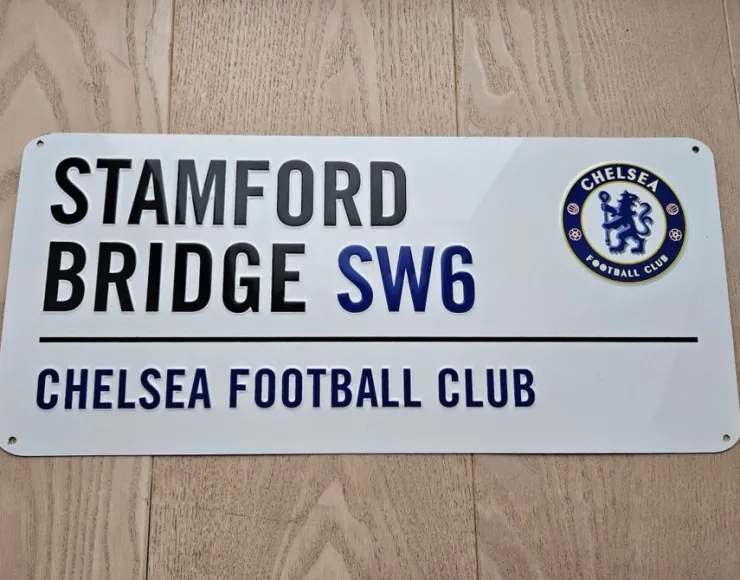 STAMFORD
BRIDGE SW6
CHELSEA FOOTBALL CLUB
CHELSEA
FOOTBALL CLUB